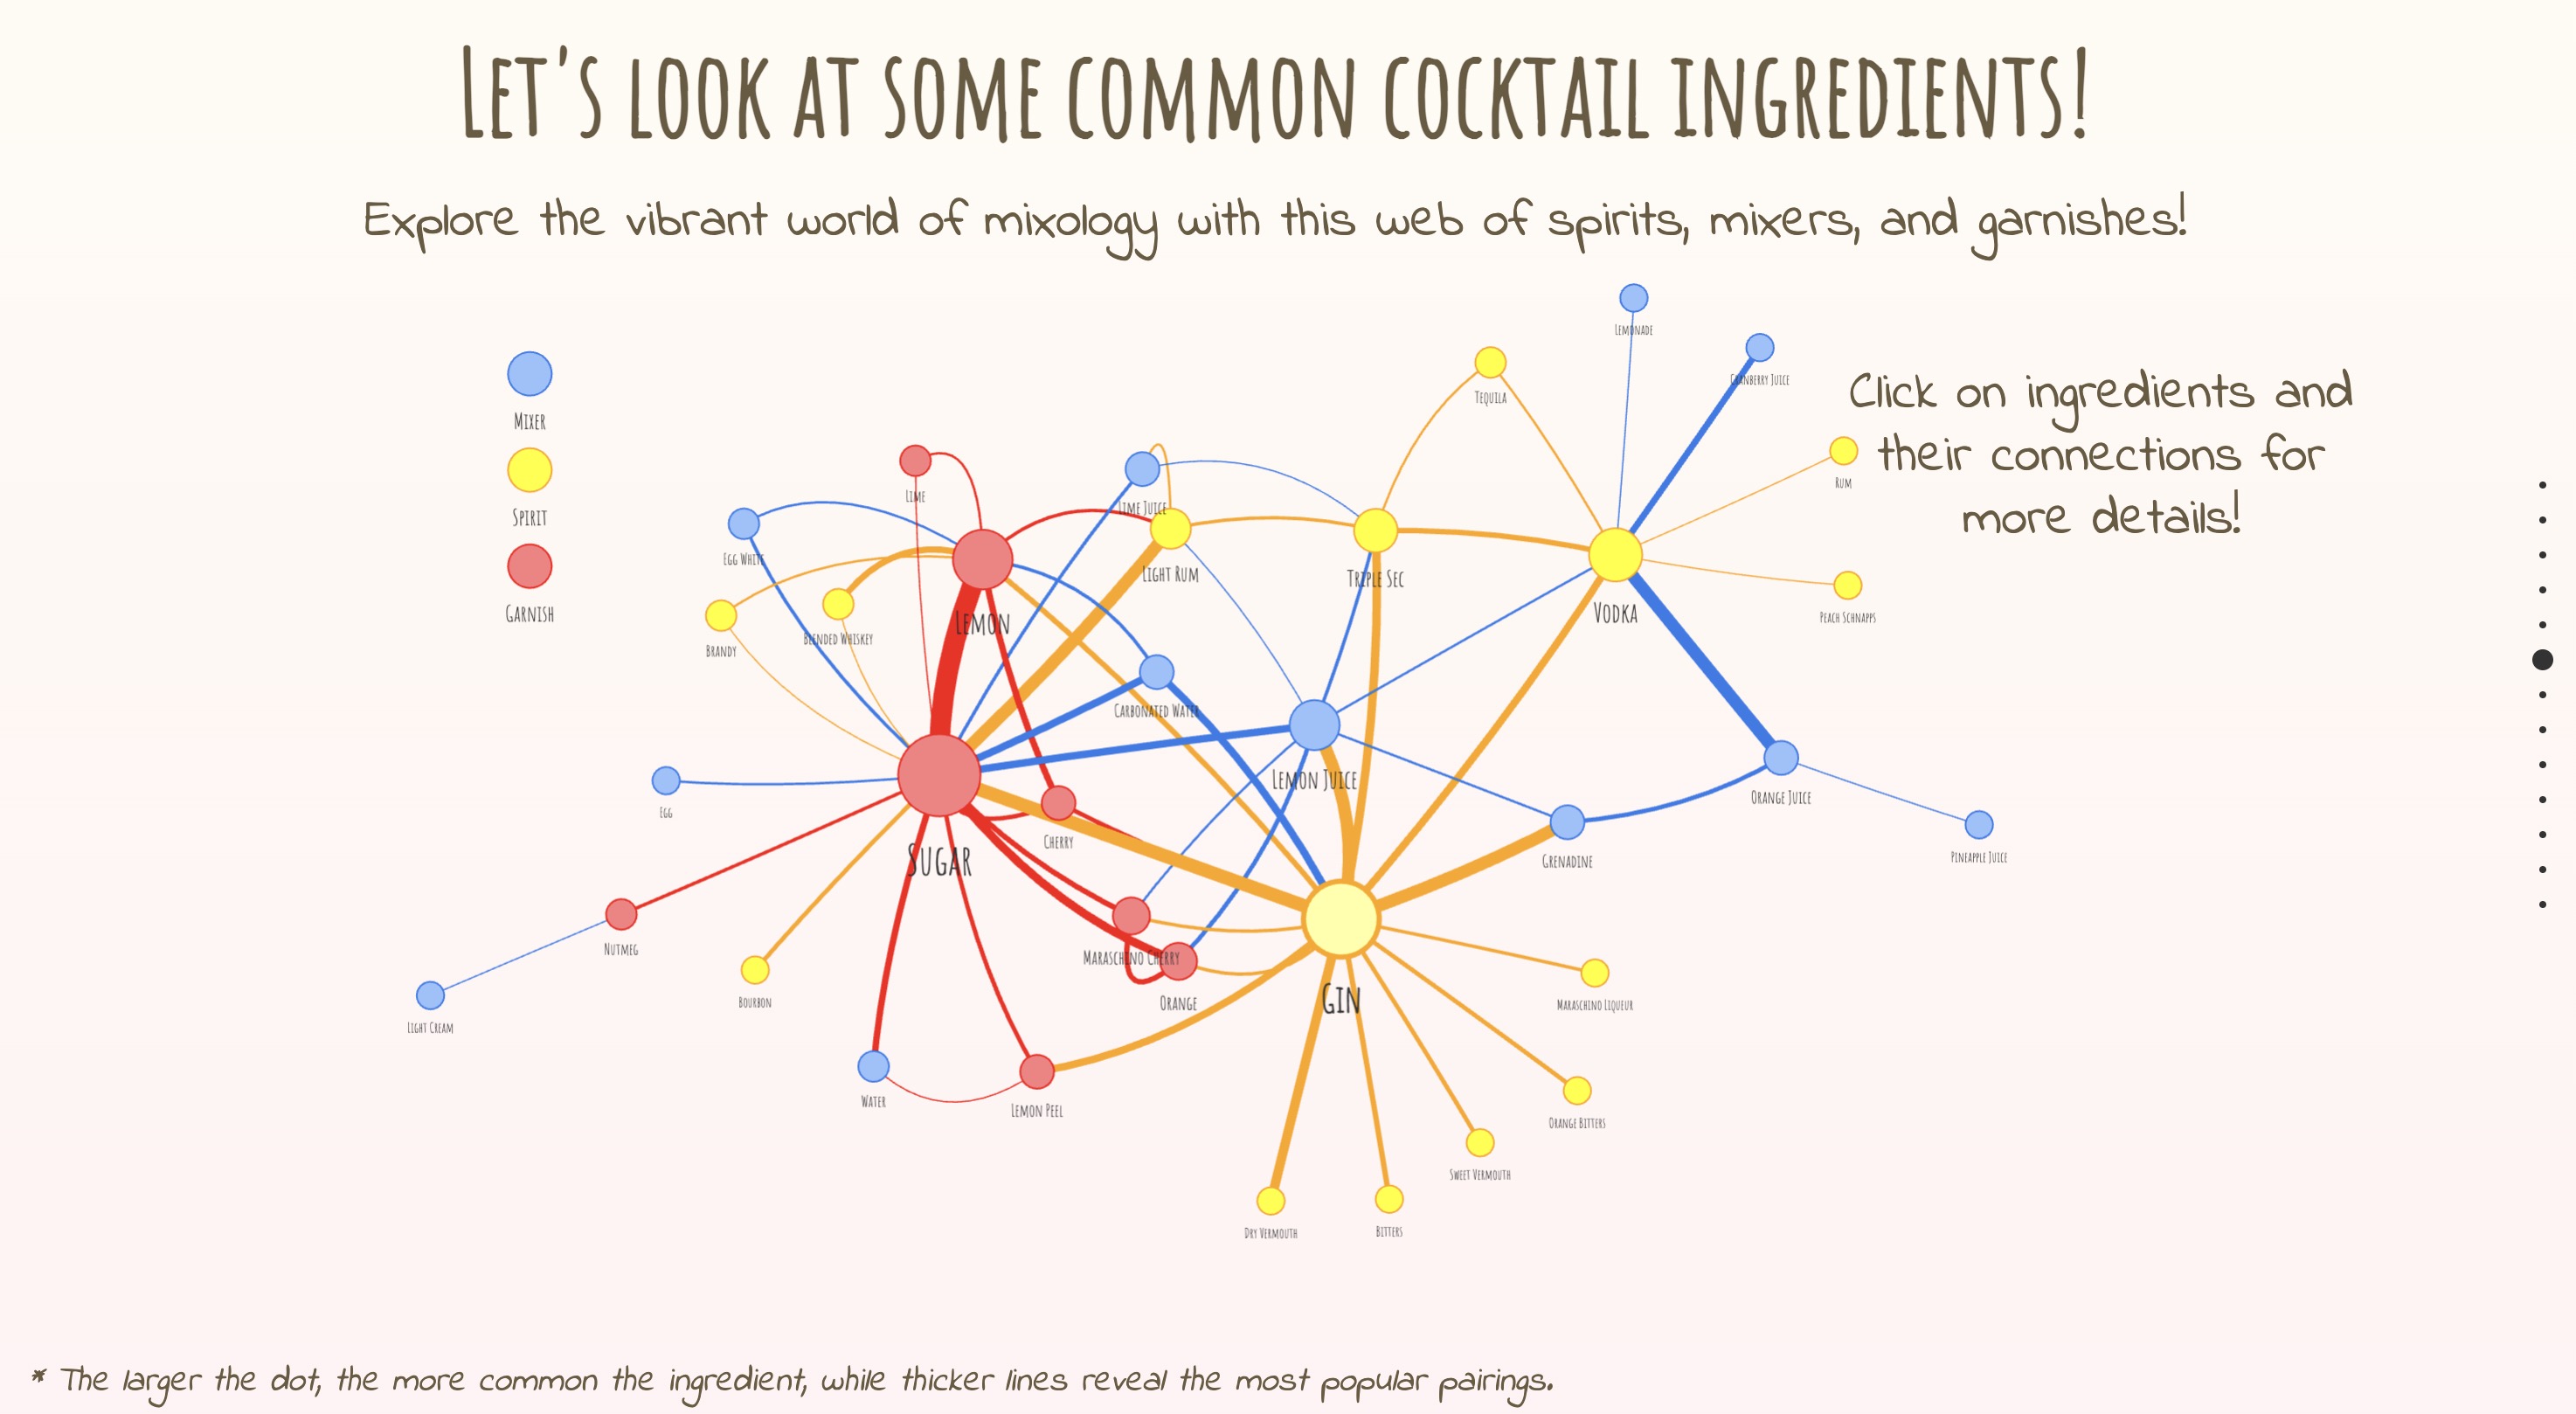 Let's look at some common cocktail ingredients!
Explore the vibrant world of mixology with this web of spirits, mixers, and garnishes!
Mixer
Spirit
Garnish
Click on ingredients and
their connections for
more details!
Lemonade
Cranberry Juice
Tequila
Rum
Lime
Lime Juice
Egg White
Light Rum
Triple Sec
Vodka
Peach Schnapps
Lemon
Blended Whiskey
Brandy
Carbonated Water
Lemon Juice
Orange Juice
Egg
Cherry
Sugar
Grenadine
Pineapple Juice
Nutmeg
Maraschino Cherry
Orange
Gin
Bourbon
Maraschino Liqueur
Light Cream
Water
Lemon Peel
Orange Bitters
Sweet Vermouth
Dry Vermouth
Bitters
* The larger the dot, the more common the ingredient, while thicker lines reveal the most popular pairings.